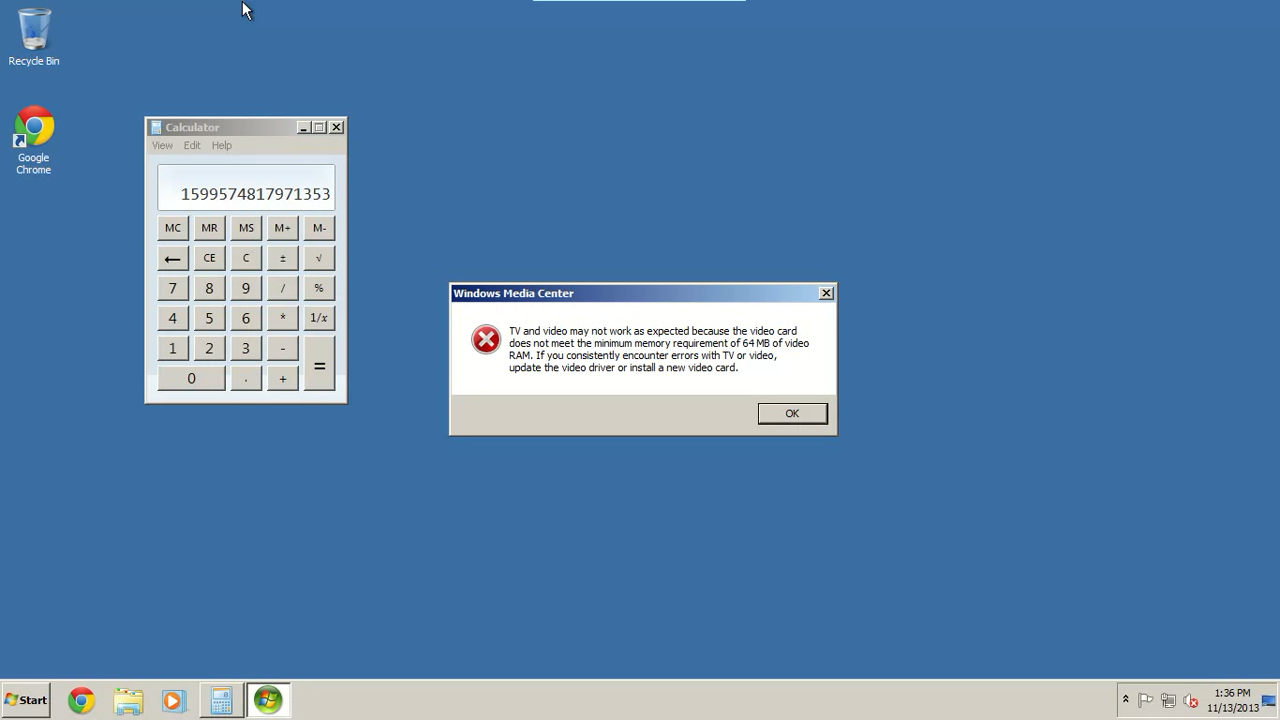 Recycle Bin
Google
Chrome
Calculator
View Edit Help
1599574817971353
MC MR MS M+ M-
← CE C ± √
7 8 9 / %
4 5 6 * 1/x
1 2 3 - =
0 . +
Windows Media Center
TV and video may not work as expected because the video card
does not meet the minimum memory requirement of 64 MB of video
RAM. If you consistently encounter errors with TV or video,
update the video driver or install a new video card.
OK
Start
1:36 PM
11/13/2013